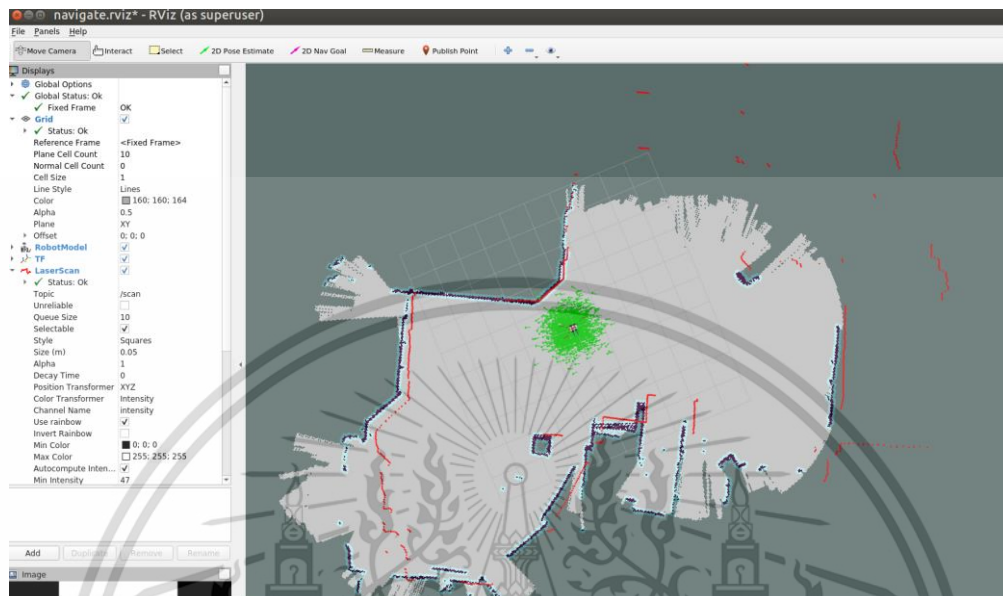 navigate.rviz* - RViz (as superuser)
File Panels Help
Move Camera Interact Select 2D Pose Estimate 2D Nav Goal Measure Publish Point
Displays
Global Options
Global Status: Ok
Fixed Frame OK
Grid
Status: Ok
Reference Frame <Fixed Frame>
Plane Cell Count 10
Normal Cell Count 0
Cell Size 1
Line Style Lines
Color 160; 160; 164
Alpha 0.5
Plane XY
Offset 0; 0; 0
RobotModel
TF
LaserScan
Status: Ok
Topic /scan
Unreliable
Queue Size 10
Selectable
Style Squares
Size (m) 0.05
Alpha 1
Decay Time 0
Position Transformer XYZ
Color Transformer Intensity
Channel Name intensity
Use rainbow
Invert Rainbow
Min Color 0; 0; 0
Max Color 255; 255; 255
Autocompute Inten...
Min Intensity 47
Add Duplicate Remove Rename
Image